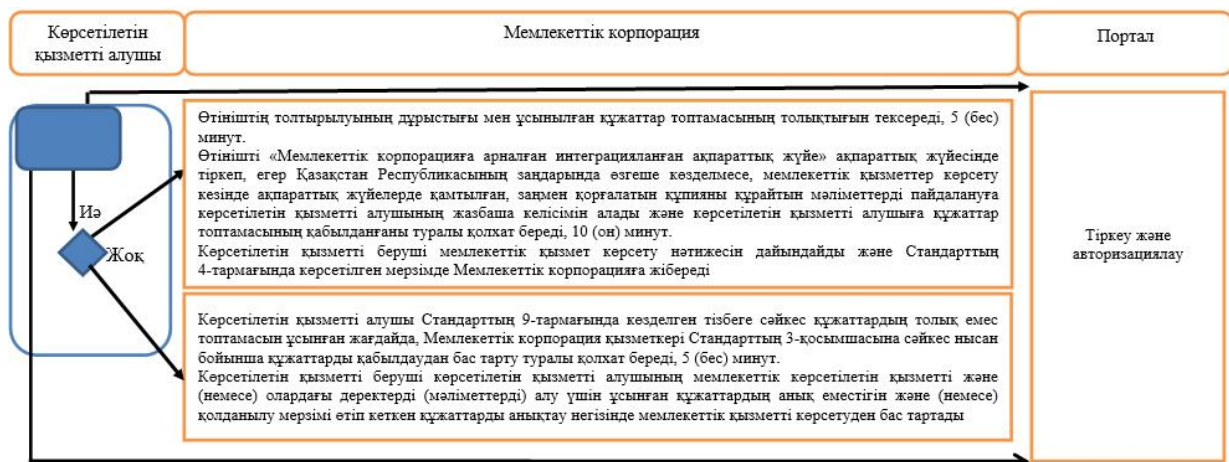 Көрсетілетін
қызметті алушы
Мемлекеттік корпорация
Портал
Өтініштің толтырылуының дұрыстығы мен ұсынылған құжаттар топтамасының толықтығын тексереді, 5 (бес)
минут.
Өтінішті «Мемлекеттік корпорацияға арналған интеграцияланған ақпараттық жүйе» ақпараттық жүйесінде
тіркеп, егер Қазақстан Республикасының заңдарында өзгеше көзделмесе, мемлекеттік қызметтер көрсету
кезінде ақпараттық жүйелерде қамтылған, заңмен қорғалатын құпияны құрайтын мәліметтерді пайдалануға
көрсетілетін қызметті алушының жазбаша келісімін алады және көрсетілетін қызметті алушыға құжаттар
топтамасының қабылданғаны туралы қолхат береді, 10 (он) минут.
Көрсетілетін қызметті беруші мемлекеттік қызмет көрсету нәтижесін дайындайды және Стандарттың
4-тармағында көрсетілген мерзімде Мемлекеттік корпорацияға жібереді
Иә
Жоқ
Тіркеу және
авторизациялау
Көрсетілетін қызметті алушы Стандарттың 9-тармағында көзделген тізбеге сәйкес құжаттардың толық емес
топтамасын ұсынған жағдайда, Мемлекеттік корпорация қызметкері Стандарттың 3-қосымшасына сәйкес нысан
бойынша құжаттарды қабылдаудан бас тарту туралы қолхат береді, 5 (бес) минут.
Көрсетілетін қызметті беруші көрсетілетін қызметті алушының мемлекеттік көрсетілетін қызметті және
(немесе) олардағы деректерді (мәліметтерді) алу үшін ұсынған құжаттардың анық еместігін және (немесе)
қолданылу мерзімі өтіп кеткен құжаттарды анықтау негізінде мемлекеттік қызметті көрсетуден бас тартады